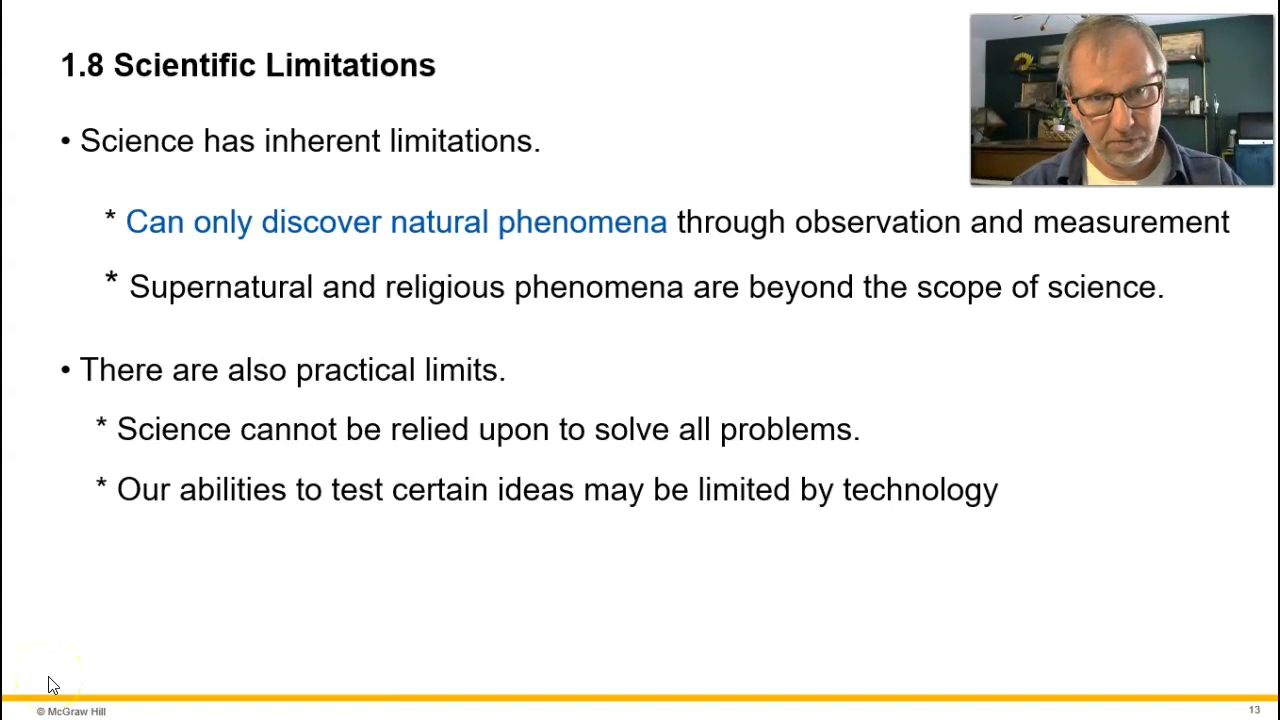 1.8 Scientific Limitations
• Science has inherent limitations.
* Can only discover natural phenomena through observation and measurement
* Supernatural and religious phenomena are beyond the scope of science.
• There are also practical limits.
* Science cannot be relied upon to solve all problems.
* Our abilities to test certain ideas may be limited by technology
© McGraw Hill
13